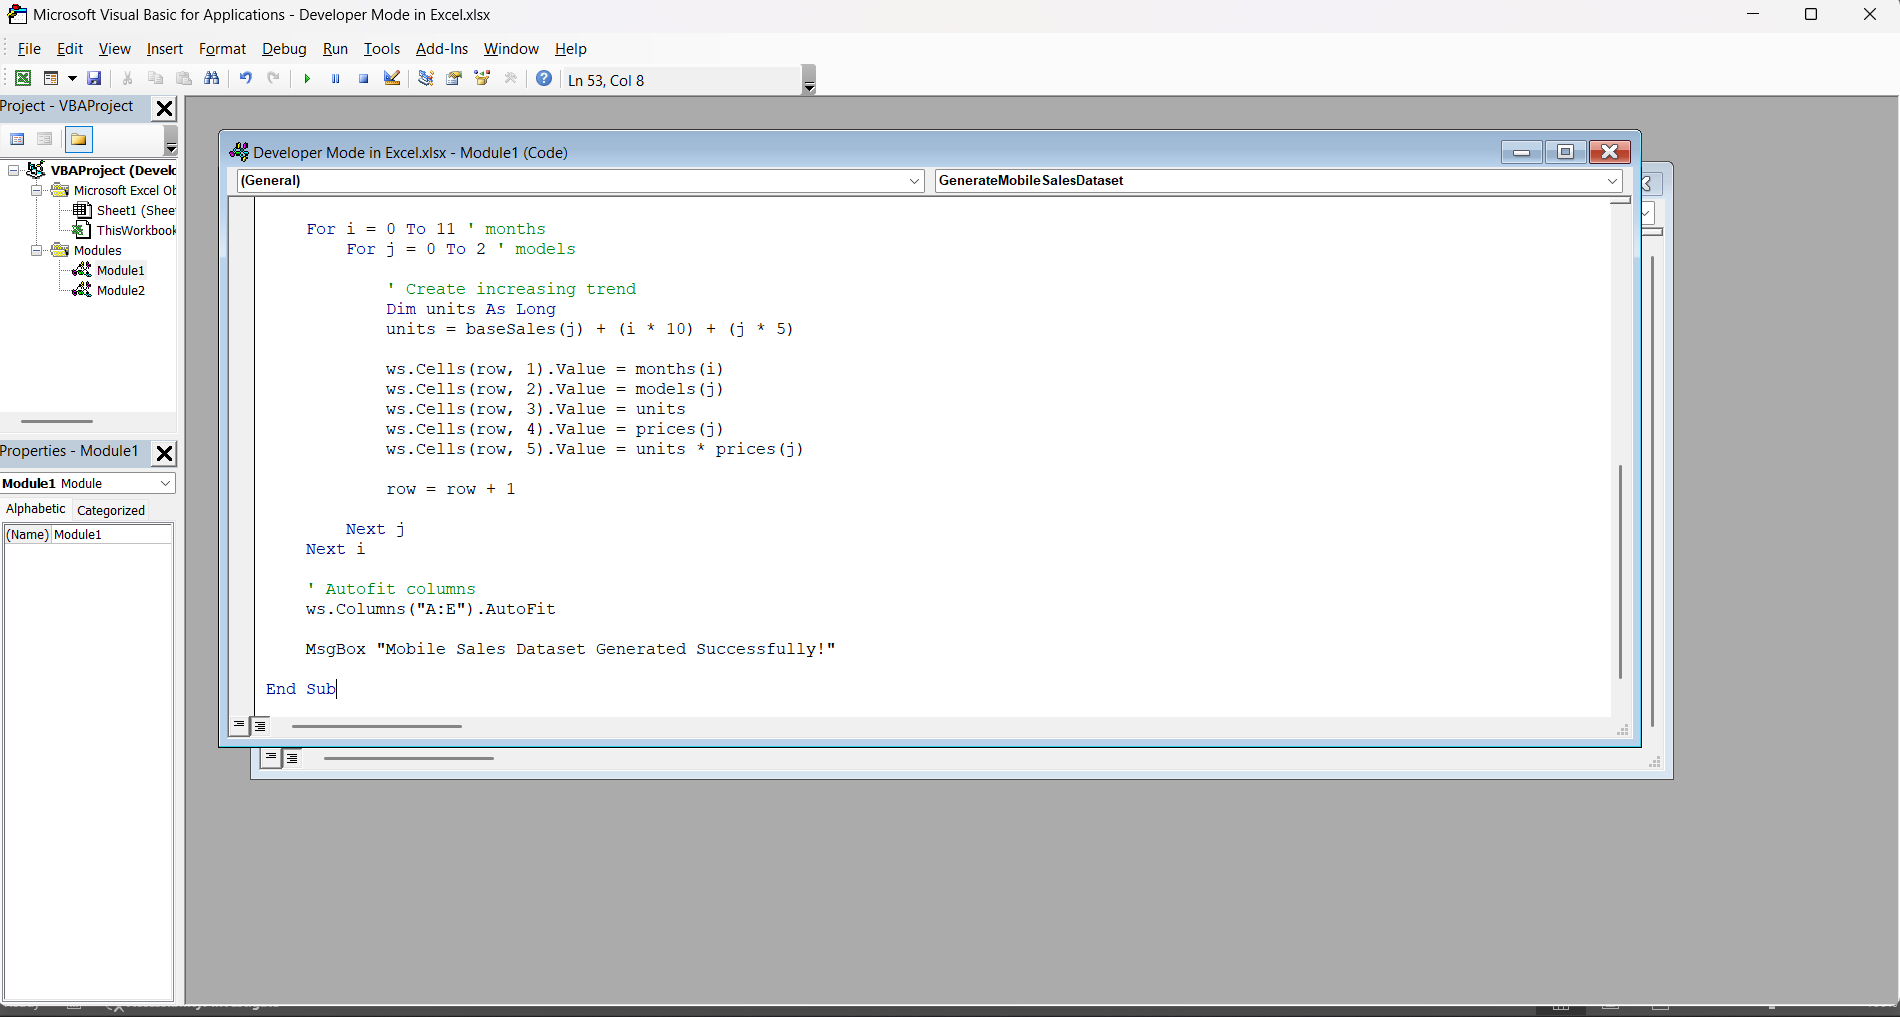 Microsoft Visual Basic for Applications - Developer Mode in Excel.xlsx
File Edit View Insert Format Debug Run Tools Add-Ins Window Help
Ln 53, Col 8
Project - VBAProject
VBAProject (Devel
Microsoft Excel Ob
Sheet1 (Shee
ThisWorkbook
Modules
Module1
Module2
Properties - Module1
Module1 Module
Alphabetic Categorized
(Name) Module1
Developer Mode in Excel.xlsx - Module1 (Code)
(General) GenerateMobileSalesDataset
For i = 0 To 11 ' months
For j = 0 To 2 ' models
' Create increasing trend
Dim units As Long
units = baseSales(j) + (i * 10) + (j * 5)
ws.Cells(row, 1).Value = months(i)
ws.Cells(row, 2).Value = models(j)
ws.Cells(row, 3).Value = units
ws.Cells(row, 4).Value = prices(j)
ws.Cells(row, 5).Value = units * prices(j)
row = row + 1
Next j
Next i
' Autofit columns
ws.Columns("A:E").AutoFit
MsgBox "Mobile Sales Dataset Generated Successfully!"
End Sub